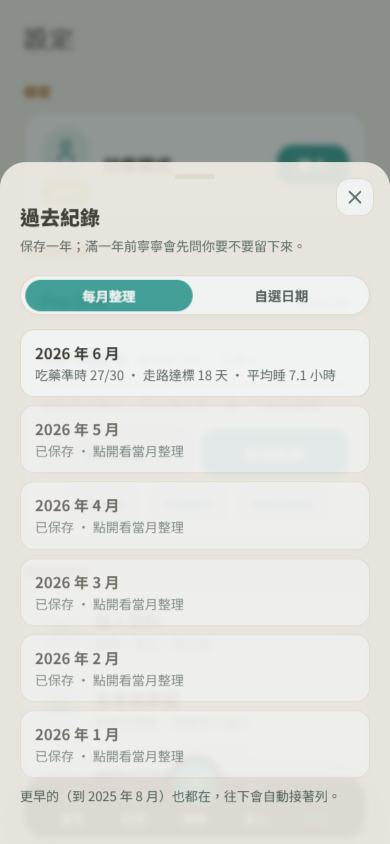 設定
過去紀錄
保存一年；滿一年前寧寧會先問你要不要留下來。
每月整理
自選日期
2026 年 6 月
吃藥準時 27/30 · 走路達標 18 天 · 平均睡 7.1 小時
2026 年 5 月
已保存 · 點開看當月整理
2026 年 4 月
已保存 · 點開看當月整理
2026 年 3 月
已保存 · 點開看當月整理
2026 年 2 月
已保存 · 點開看當月整理
2026 年 1 月
已保存 · 點開看當月整理
更早的（到 2025 年 8 月）也都在，往下會自動接著列。